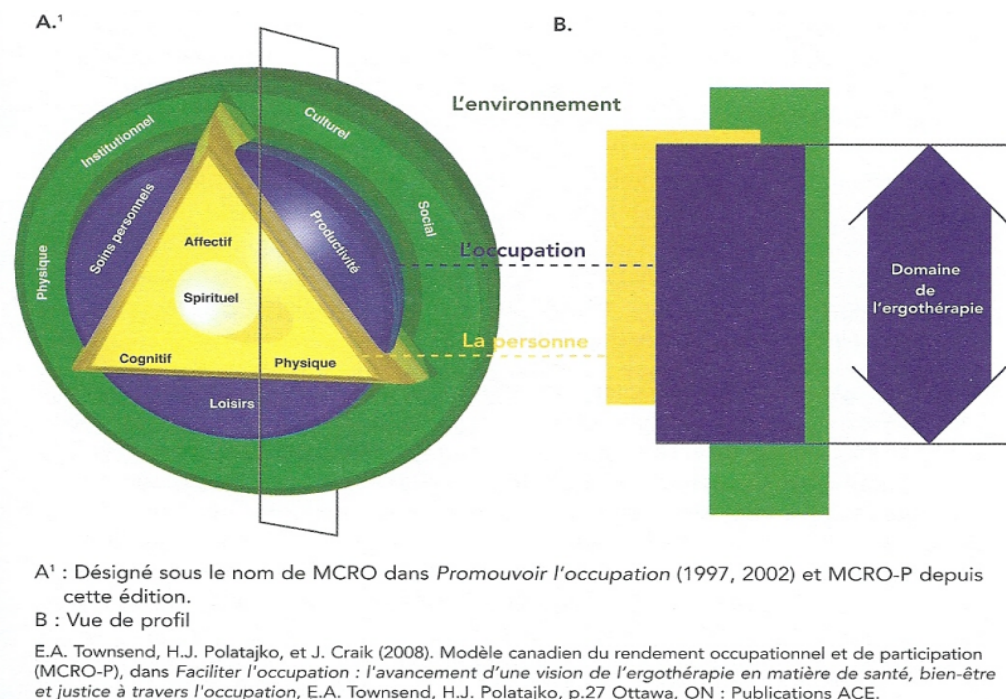 A.¹
B.
L'environnement
Institutionnel
Culturel
Physique
Soins personnels
Productivité
Social
Affectif
L'occupation
Spirituel
Domaine
de
l'ergothérapie
La personne
Cognitif
Physique
Loisirs
A¹ : Désigné sous le nom de MCRO dans Promouvoir l'occupation (1997, 2002) et MCRO-P depuis
cette édition.
B : Vue de profil
E.A. Townsend, H.J. Polatajko, et J. Craik (2008). Modèle canadien du rendement occupationnel et de participation
(MCRO-P), dans Faciliter l'occupation : l'avancement d'une vision de l'ergothérapie en matière de santé, bien-être
et justice à travers l'occupation, E.A. Townsend, H.J. Polatajko, p.27 Ottawa, ON : Publications ACE.